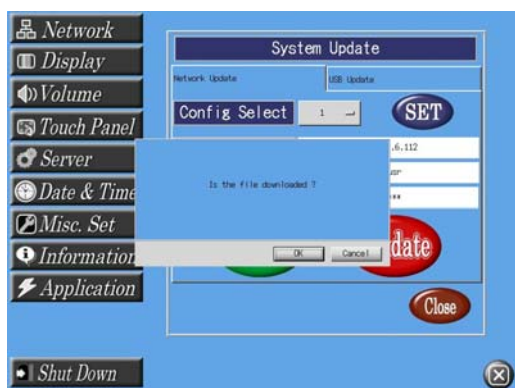 Network
Display
Volume
Touch Panel
Server
Date & Time
Misc. Set
Information
Application
Shut Down
System Update
Network Update
USB Update
Config Select
1
SET
.6.112
usr
**
Is the file downloaded ?
OK
Cancel
date
Close